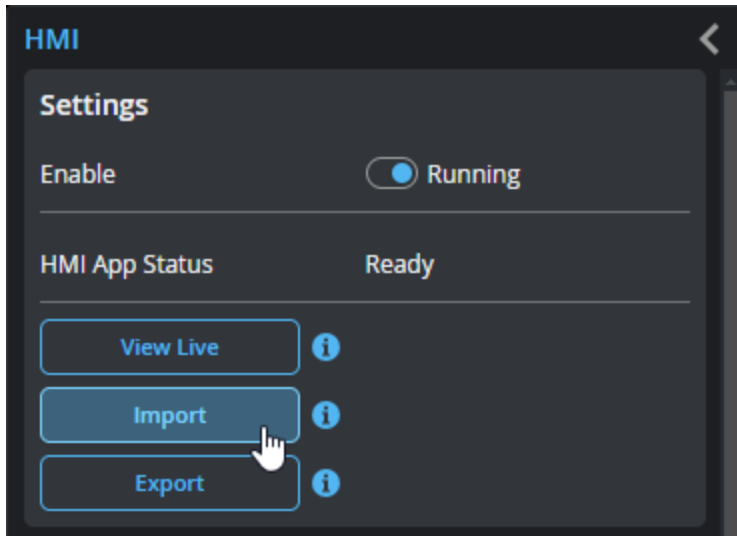 HMI
Settings
Enable Running
HMI App Status Ready
View Live
Import
Export